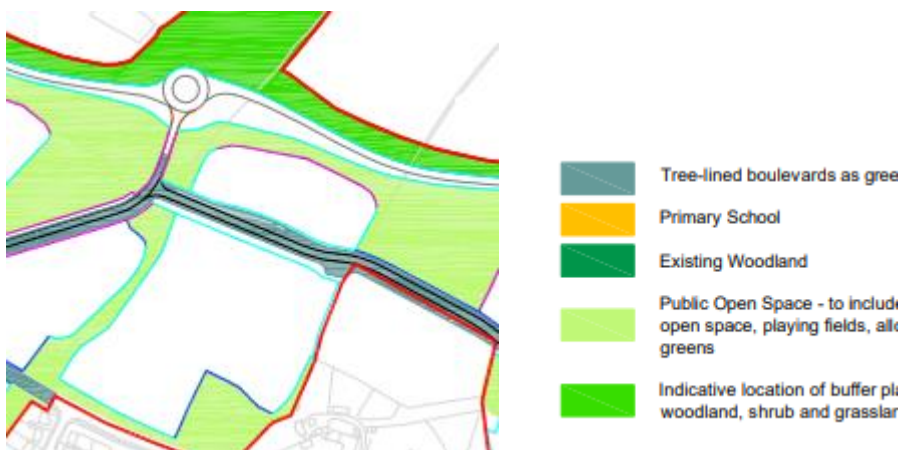 Tree-lined boulevards as gree
Primary School
Existing Woodland
Public Open Space - to include
open space, playing fields, allo
greens
Indicative location of buffer pla
woodland, shrub and grasslan